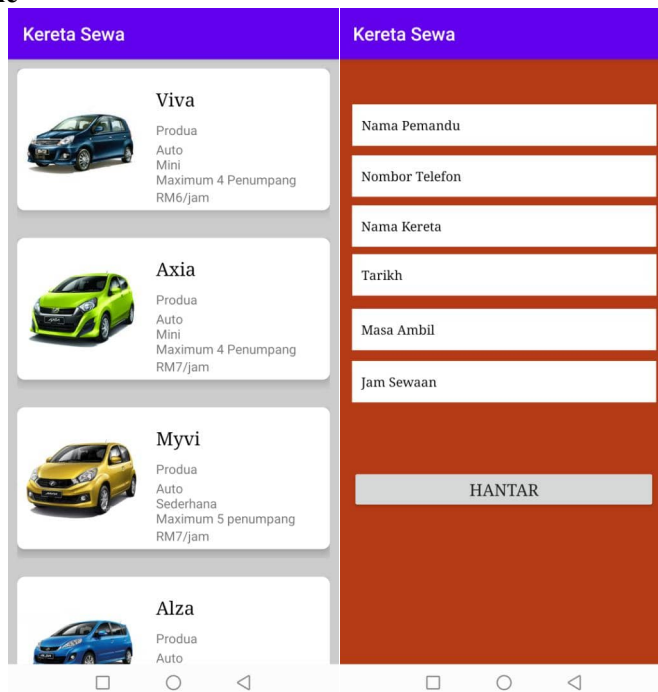 Kereta Sewa
Viva
Produa
Auto
Mini
Maximum 4 Penumpang
RM6/jam
Axia
Produa
Auto
Mini
Maximum 4 Penumpang
RM7/jam
Myvi
Produa
Auto
Sederhana
Maximum 5 penumpang
RM7/jam
Alza
Produa
Auto
Kereta Sewa
Nama Pemandu
Nombor Telefon
Nama Kereta
Tarikh
Masa Ambil
Jam Sewaan
HANTAR